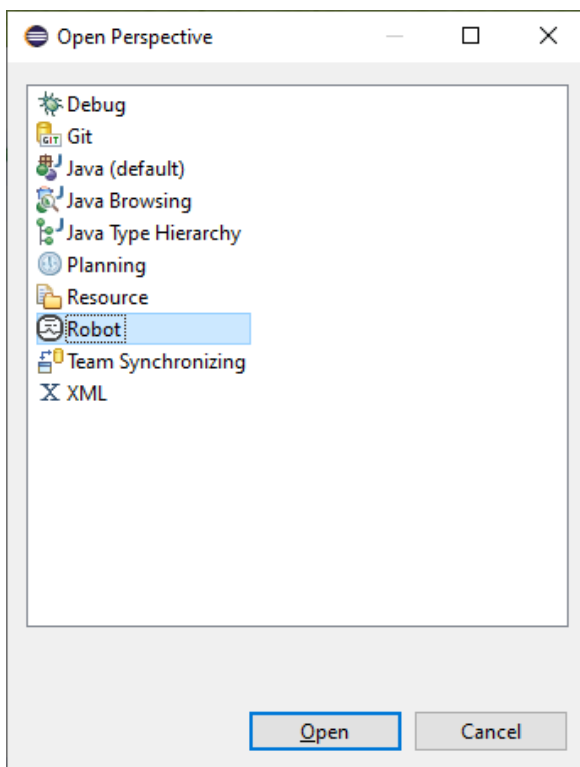 Open Perspective
Debug
GIT Git
Java (default)
Java Browsing
Java Type Hierarchy
Planning
Resource
Robot
Team Synchronizing
X XML
Open Cancel